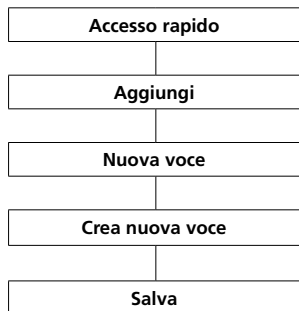 Accesso rapido
Aggiungi
Nuova voce
Crea nuova voce
Salva